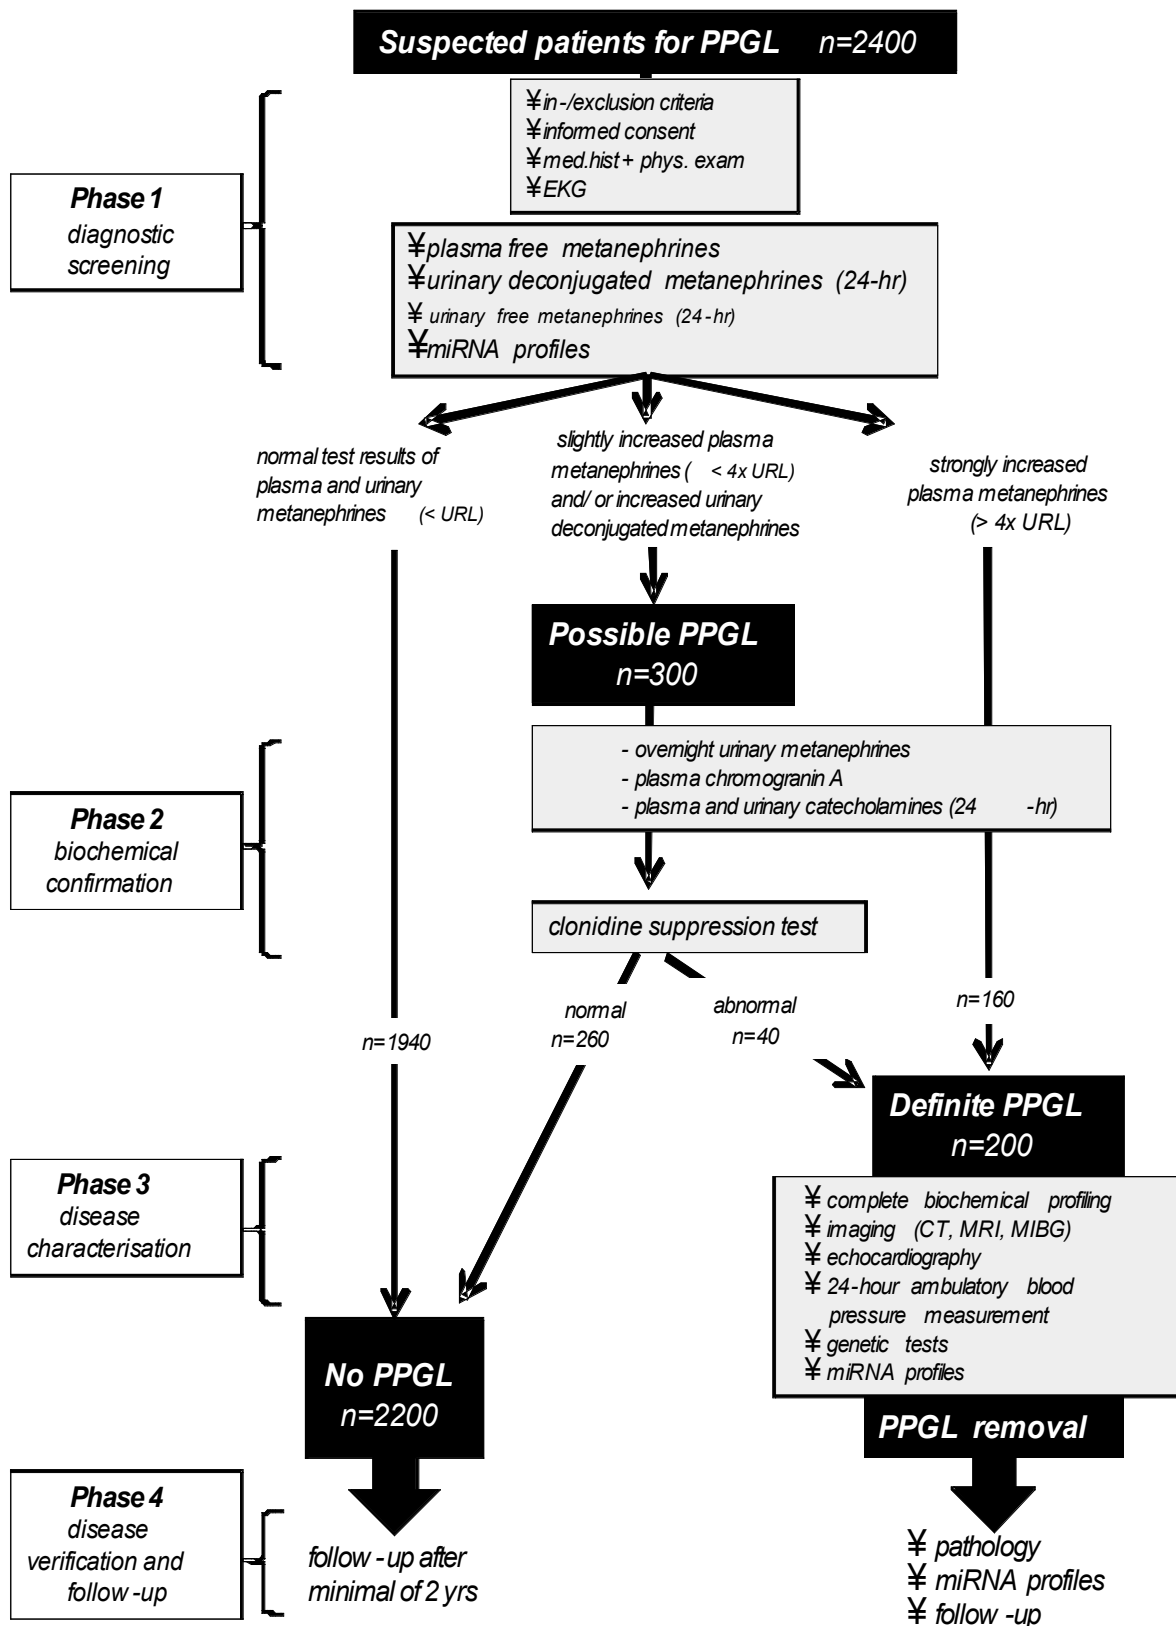 Suspected patients for PPGL n=2400
¥in-/exclusion criteria
¥informed consent
¥med.hist+ phys. exam
¥EKG
Phase 1
diagnostic
screening
¥plasma free metanephrines
¥urinary deconjugated metanephrines (24-hr)
¥ urinary free metanephrines (24-hr)
¥miRNA profiles
normal test results of
plasma and urinary
metanephrines (< URL)
slightly increased plasma
metanephrines ( < 4x URL)
and/ or increased urinary
deconjugated metanephrines
strongly increased
plasma metanephrines
(> 4x URL)
Possible PPGL
n=300
- overnight urinary metanephrines
- plasma chromogranin A
- plasma and urinary catecholamines (24 -hr)
Phase 2
biochemical
confirmation
clonidine suppression test
n=1940
normal
n=260
abnormal
n=40
n=160
Definite PPGL
n=200
Phase 3
disease
characterisation
¥ complete biochemical profiling
¥ imaging (CT, MRI, MIBG)
¥ echocardiography
¥ 24-hour ambulatory blood
pressure measurement
¥ genetic tests
¥ miRNA profiles
No PPGL
n=2200
PPGL removal
Phase 4
disease
verification and
follow -up
follow -up after
minimal of 2 yrs
¥ pathology
¥ miRNA profiles
¥ follow -up